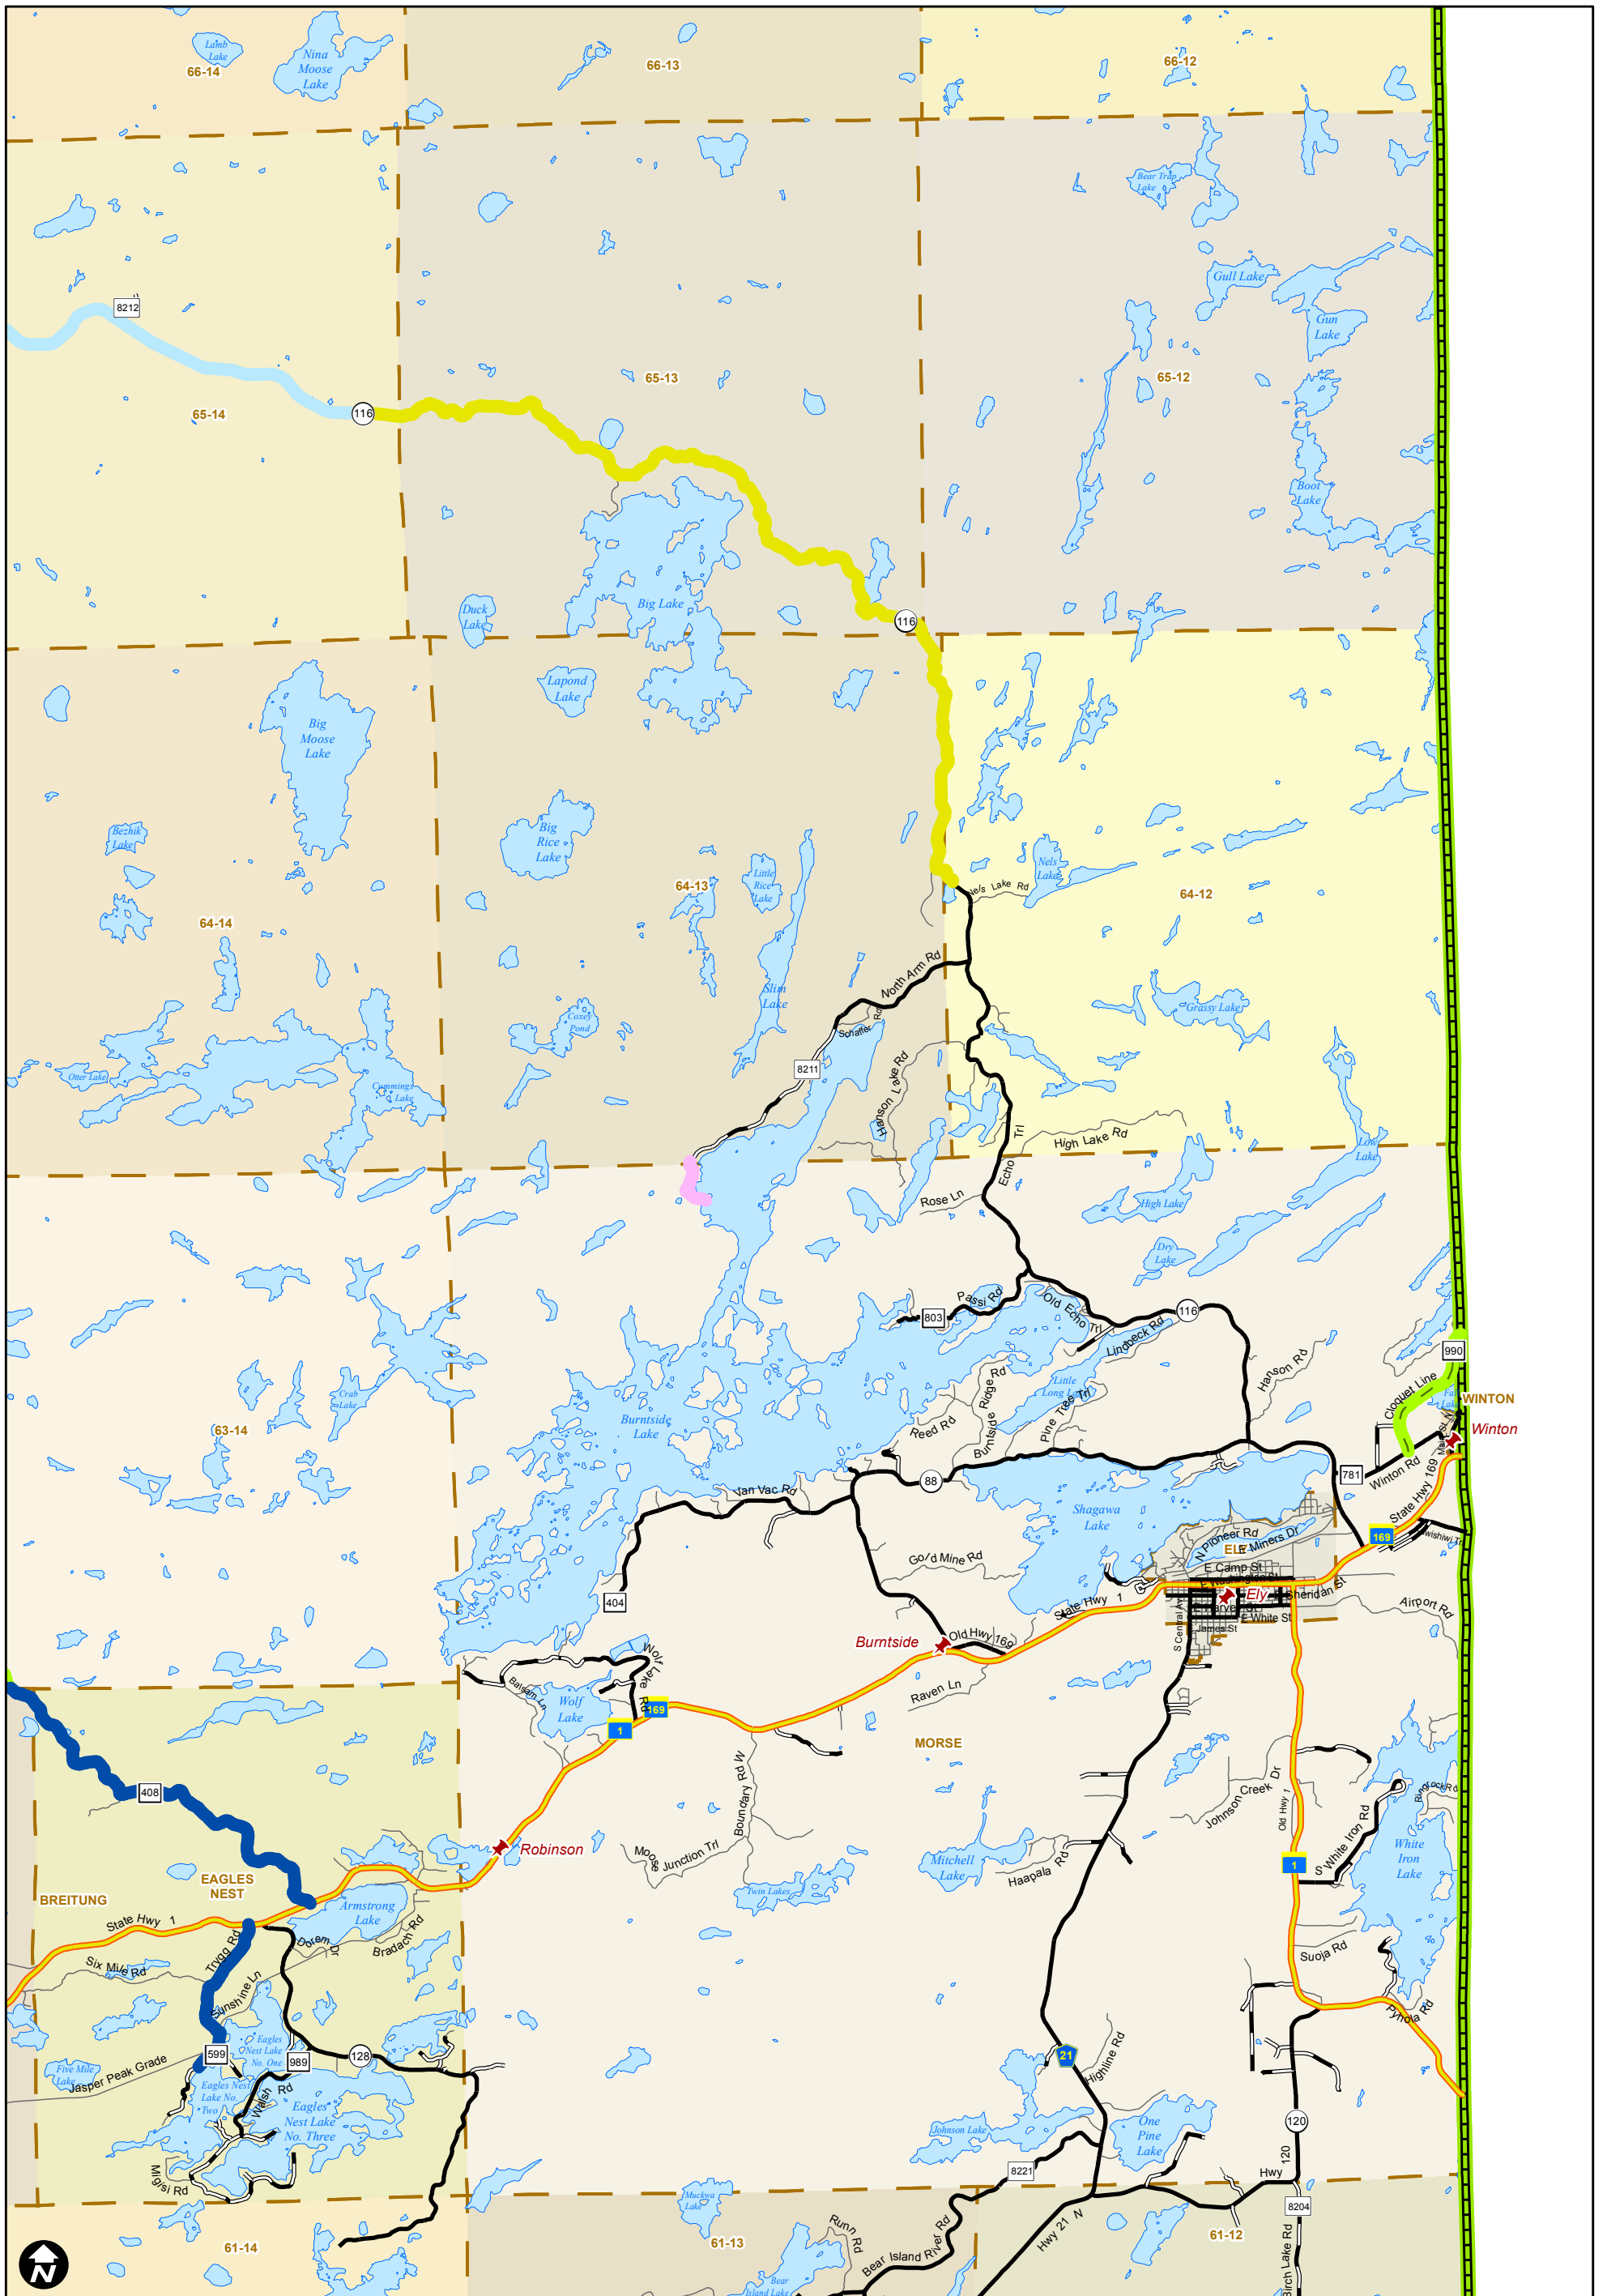 Lamb
Lake
66-14
Nina
Moose
Lake
66-13
66-12
Bear Trap
Lake
Gull Lake
Gun
Lake
8212
65-14
116
65-13
65-12
Boot
Lake
Duck
Lake
Big Lake
116
Lapond
Lake
Big
Moose
Lake
Bezhik
Lake
Big
Rice
Lake
Little
Rice
Lake
64-13
Nels
Lake
Nels Lake Rd
64-12
64-14
North Arm Rd
Slim
Lake
Coxey
Pond
Schaffer Rd
Grassy Lake
8211
Otter Lake
Cummings
Lake
Hanson Lake Rd
Echo Trl
High Lake Rd
Low
Lake
Rose Ln
High Lake
Dry
Lake
Passi Rd
803
Old Echo Trl
116
Lindbeck Rd
990
Hanson Rd
Cloquet Line
WINTON
Winton
Crab
Lake
Little
Long Lake
Burntside Ridge Rd
Pine Tree Trl
Reed Rd
Burntside
Lake
63-14
88
781
Winton Rd
State Hwy 169
Van Vac Rd
Shagawa
Lake
169
N Pioneer Rd
E Miners Dr
ELY
E Camp St
E Washington St
Sheridan St
Ely
E Harvey St
E White St
James St
S Central Av
Airport Rd
Gold Mine Rd
404
State Hwy 1
Old Hwy 169
Burntside
Wolf Lake Rd
Balsam Ln
Wolf
Lake
169
1
Raven Ln
MORSE
408
Boundary Rd W
Johnson Creek Dr
Old Hwy 1
Ring Rock Rd
S White Iron Rd
White
Iron
Lake
Robinson
Moose Junction Trl
Mitchell
Lake
Haapala Rd
1
Twin Lakes
EAGLES
NEST
BREITUNG
Armstrong
Lake
State Hwy 1
Trygg Rd
Dorem Dr
Bradach Rd
Six Mile Rd
Sunshine Ln
Suoja Rd
Pyhola Rd
Eagles
Nest Lake
No. One
599
989
128
21
Highline Rd
Five Mile
Lake
Jasper Peak Grade
Eagles Nest
Lake No.
Two
Walsh Rd
Eagles
Nest Lake
No. Three
One
Pine
Lake
120
Johnson Lake
Migisi Rd
8221
Hwy 120
Muckwa
Lake
8204
61-14
61-13
Runn Rd
Bear Island River Rd
Hwy 21 N
61-12
Birch Lake Rd
Bear
Island Lake
N